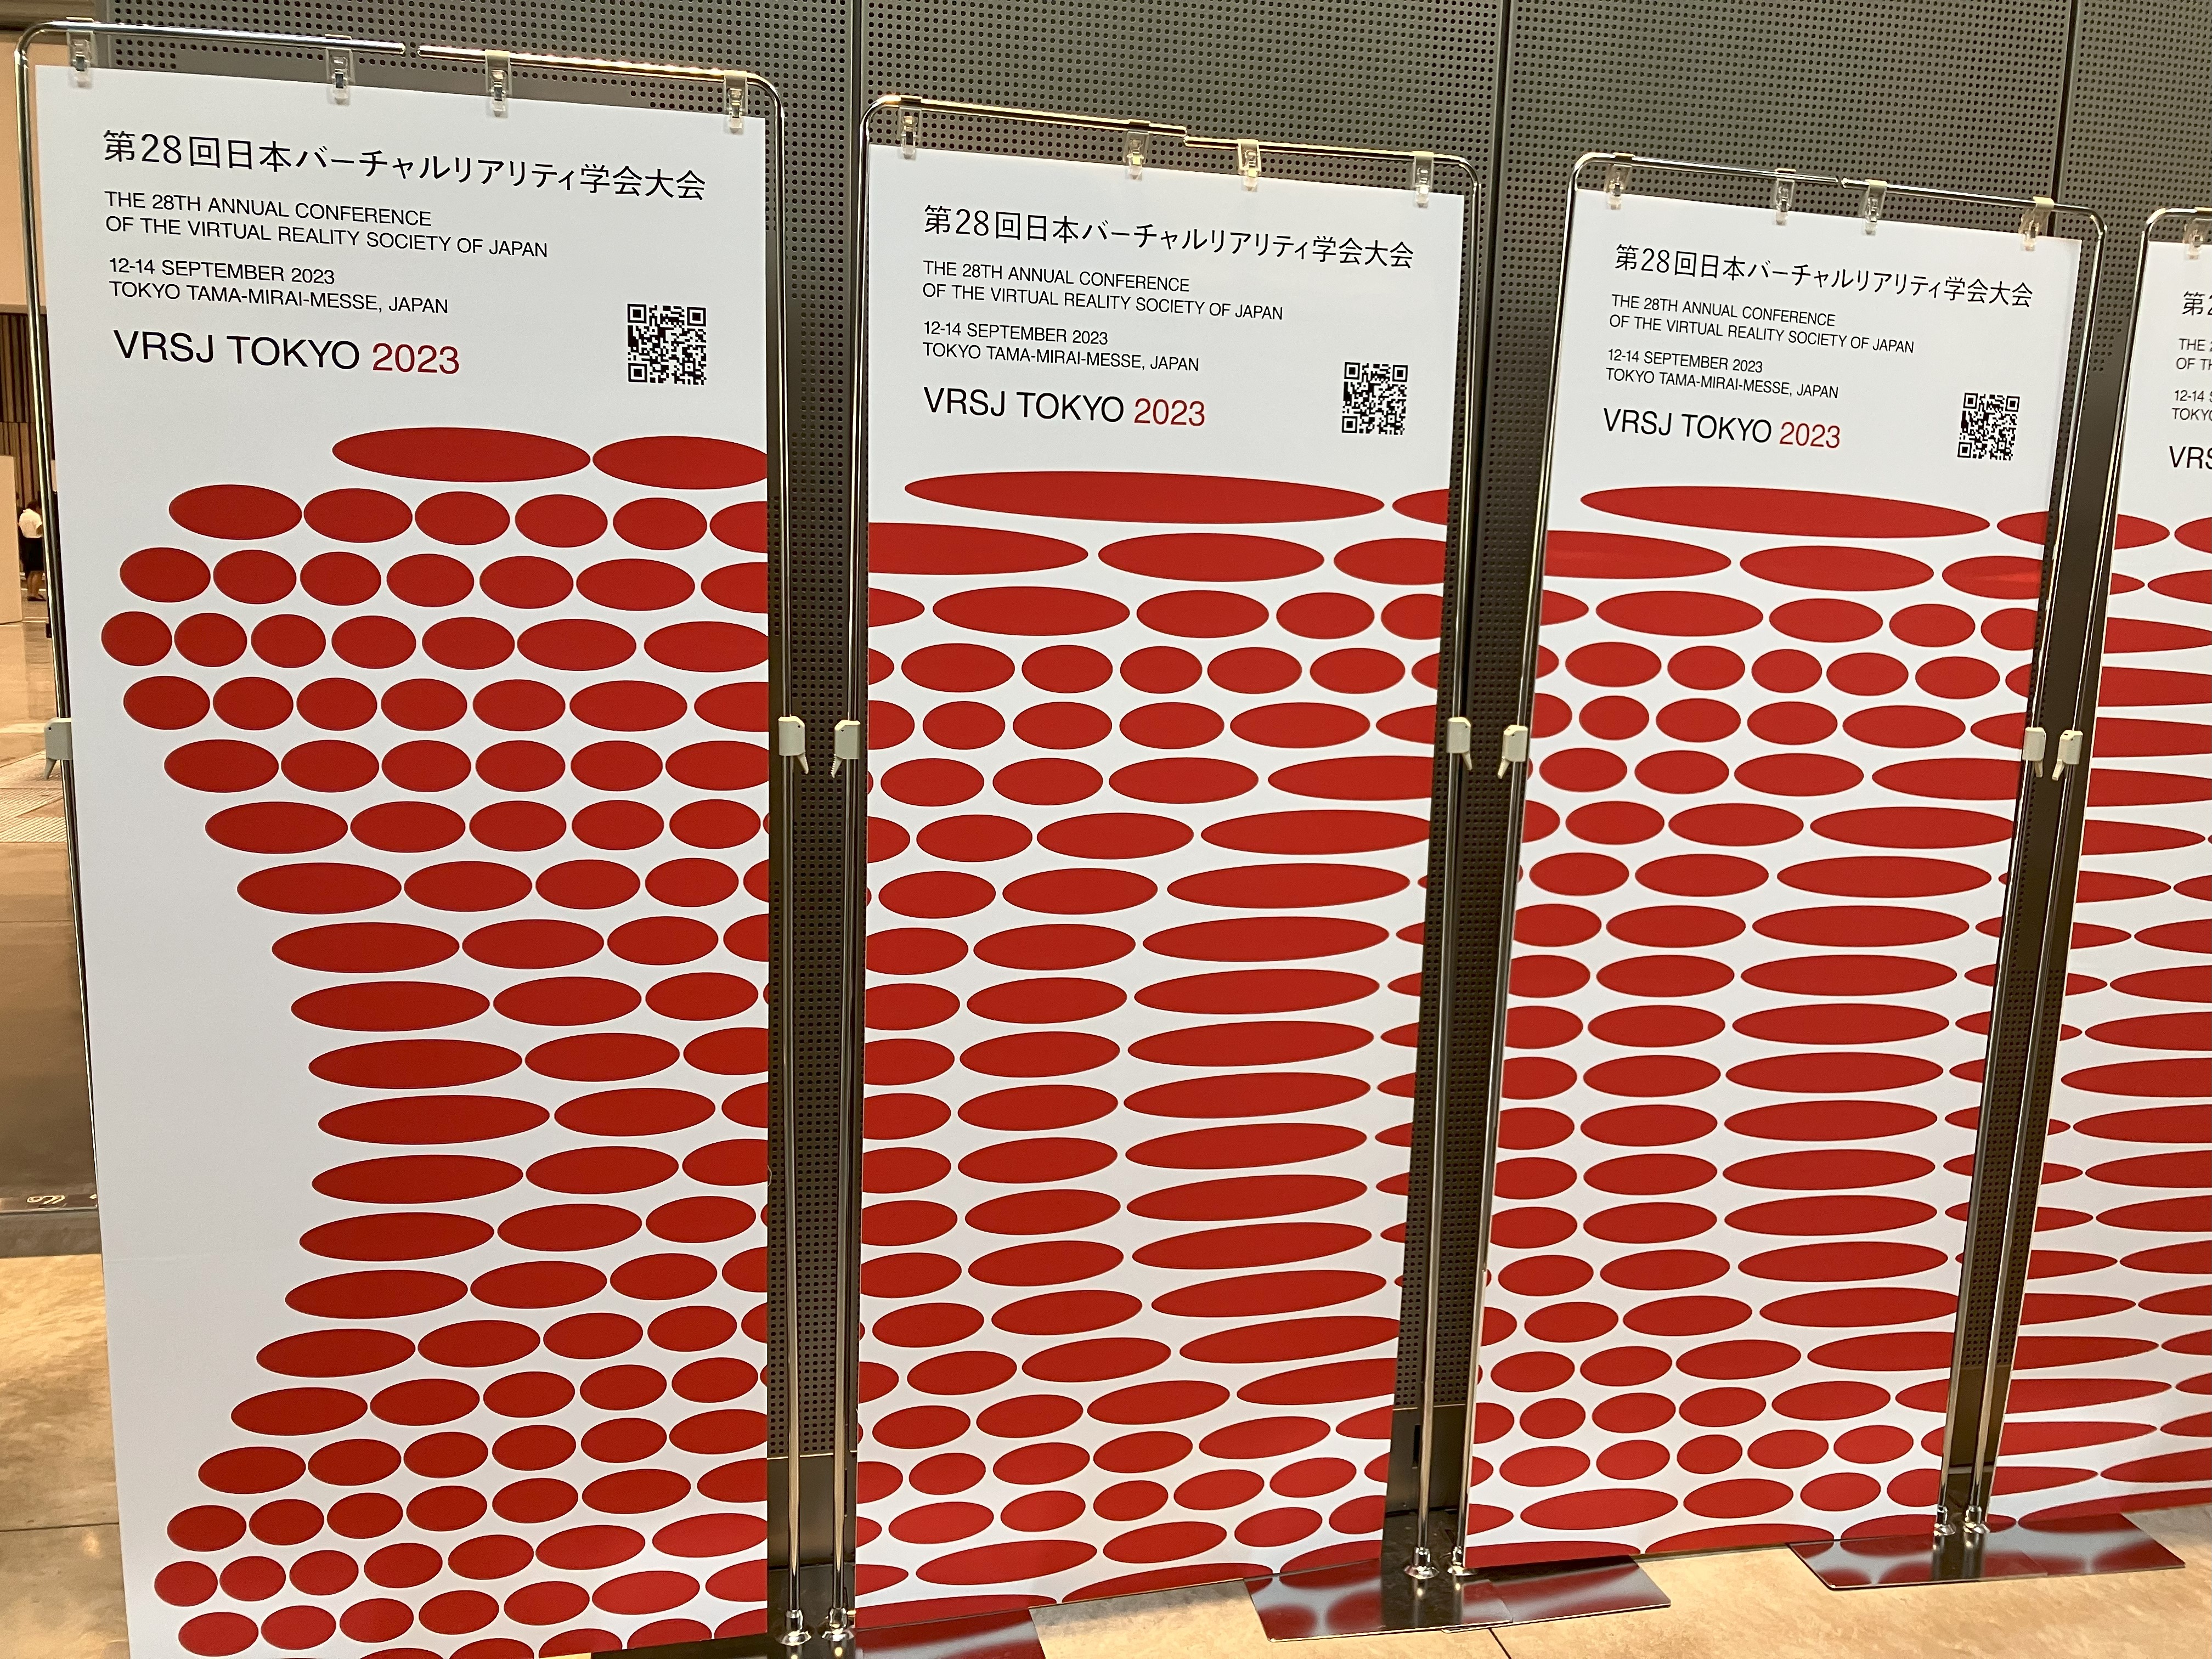 第28回日本バーチャルリアリティ学会大会
THE 28TH ANNUAL CONFERENCE
OF THE VIRTUAL REALITY SOCIETY OF JAPAN
12-14 SEPTEMBER 2023
TOKYO TAMA-MIRAI-MESSE, JAPAN
VRSJ TOKYO 2023
第28回日本バーチャルリアリティ学会大会
THE 28TH ANNUAL CONFERENCE
OF THE VIRTUAL REALITY SOCIETY OF JAPAN
12-14 SEPTEMBER 2023
TOKYO TAMA-MIRAI-MESSE, JAPAN
VRSJ TOKYO 2023
第28回日本バーチャルリアリティ学会大会
THE 28TH ANNUAL CONFERENCE
OF THE VIRTUAL REALITY SOCIETY OF JAPAN
12-14 SEPTEMBER 2023
TOKYO TAMA-MIRAI-MESSE, JAPAN
VRSJ TOKYO 2023
THE
OF
12-14